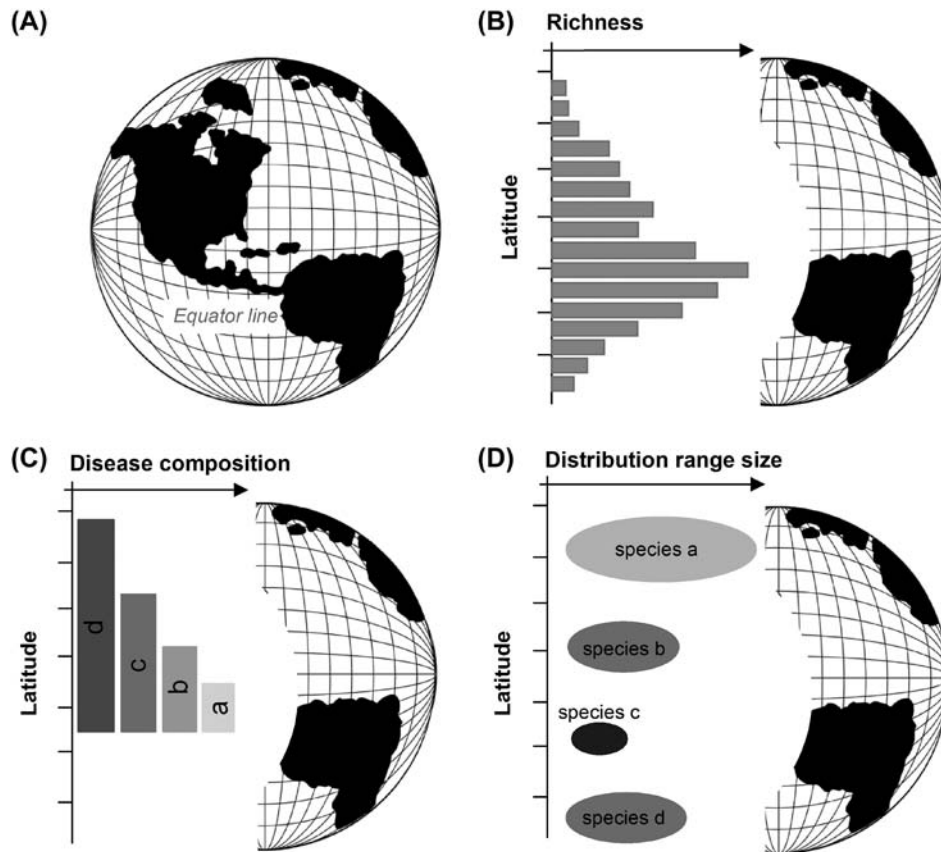 (A)
Equator line
(B)
Richness
Latitude
(C)
Disease composition
Latitude
d
c
b
a
(D)
Distribution range size
Latitude
species a
species b
species c
species d